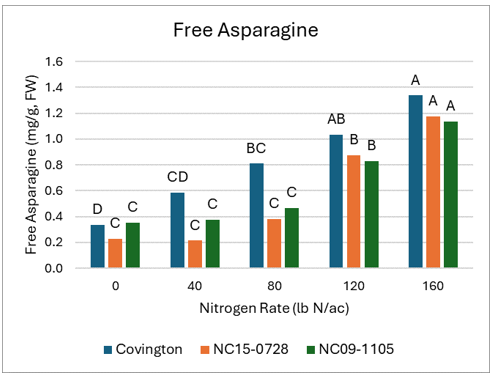 Free Asparagine
Free Asparagine (mg/g, FW)
1.6
1.4
1.2
1.0
0.8
0.6
0.4
0.2
0.0
D C C
CD C C
BC C C
AB B B
A A A
0 40 80 120 160
Nitrogen Rate (lb N/ac)
Covington NC15-0728 NC09-1105